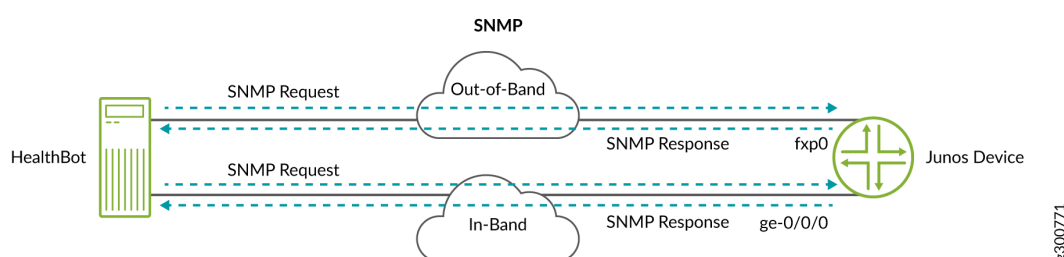 SNMP
SNMP Request
Out-of-Band
SNMP Response
fxp0
HealthBot
Junos Device
SNMP Request
In-Band
SNMP Response
ge-0/0/0